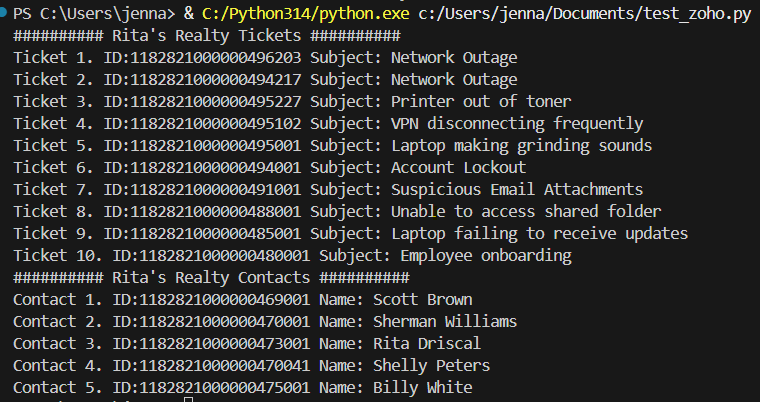 PS C:\Users\jenna> & C:/Python314/python.exe c:/Users/jenna/Documents/test_zoho.py
########## Rita's Realty Tickets ##########
Ticket 1. ID:1182821000000496203 Subject: Network Outage
Ticket 2. ID:1182821000000494217 Subject: Network Outage
Ticket 3. ID:1182821000000495227 Subject: Printer out of toner
Ticket 4. ID:1182821000000495102 Subject: VPN disconnecting frequently
Ticket 5. ID:1182821000000495001 Subject: Laptop making grinding sounds
Ticket 6. ID:1182821000000494001 Subject: Account Lockout
Ticket 7. ID:1182821000000491001 Subject: Suspicious Email Attachments
Ticket 8. ID:1182821000000488001 Subject: Unable to access shared folder
Ticket 9. ID:1182821000000485001 Subject: Laptop failing to receive updates
Ticket 10. ID:1182821000000480001 Subject: Employee onboarding
########## Rita's Realty Contacts ##########
Contact 1. ID:1182821000000469001 Name: Scott Brown
Contact 2. ID:1182821000000470001 Name: Sherman Williams
Contact 3. ID:1182821000000473001 Name: Rita Driscal
Contact 4. ID:1182821000000470041 Name: Shelly Peters
Contact 5. ID:1182821000000475001 Name: Billy White